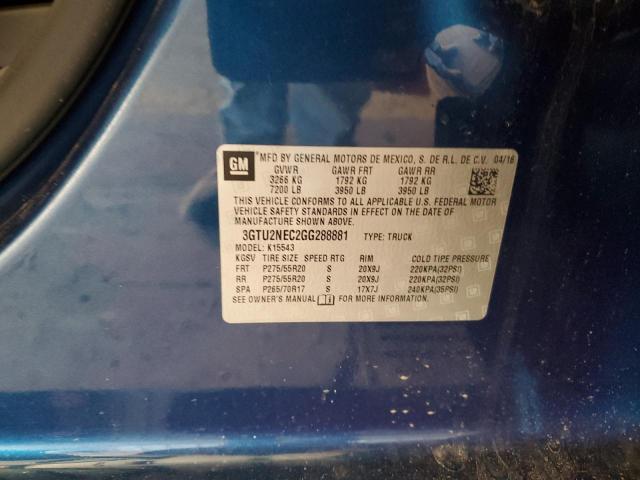 GM MFD BY GENERAL MOTORS DE MEXICO, S. DE R.L. DE C.V. 04/16
GVWR GAWR FRT GAWR RR
3266 KG 1792 KG 1792 KG
7200 LB 3950 LB 3950 LB
THIS VEHICLE CONFORMS TO ALL APPLICABLE U.S. FEDERAL MOTOR
VEHICLE SAFETY STANDARDS IN EFFECT ON THE DATE OF
MANUFACTURE SHOWN ABOVE.
3GTU2NEC2GG288881 TYPE: TRUCK
MODEL: K15543
KGSV TIRE SIZE SPEED RTG RIM COLD TIRE PRESSURE
FRT P275/55R20 S 20X9J 220KPA(32PSI)
RR P275/55R20 S 20X9J 220KPA(32PSI)
SPA P265/70R17 S 17X7J 240KPA(35PSI)
SEE OWNER'S MANUAL FOR MORE INFORMATION.